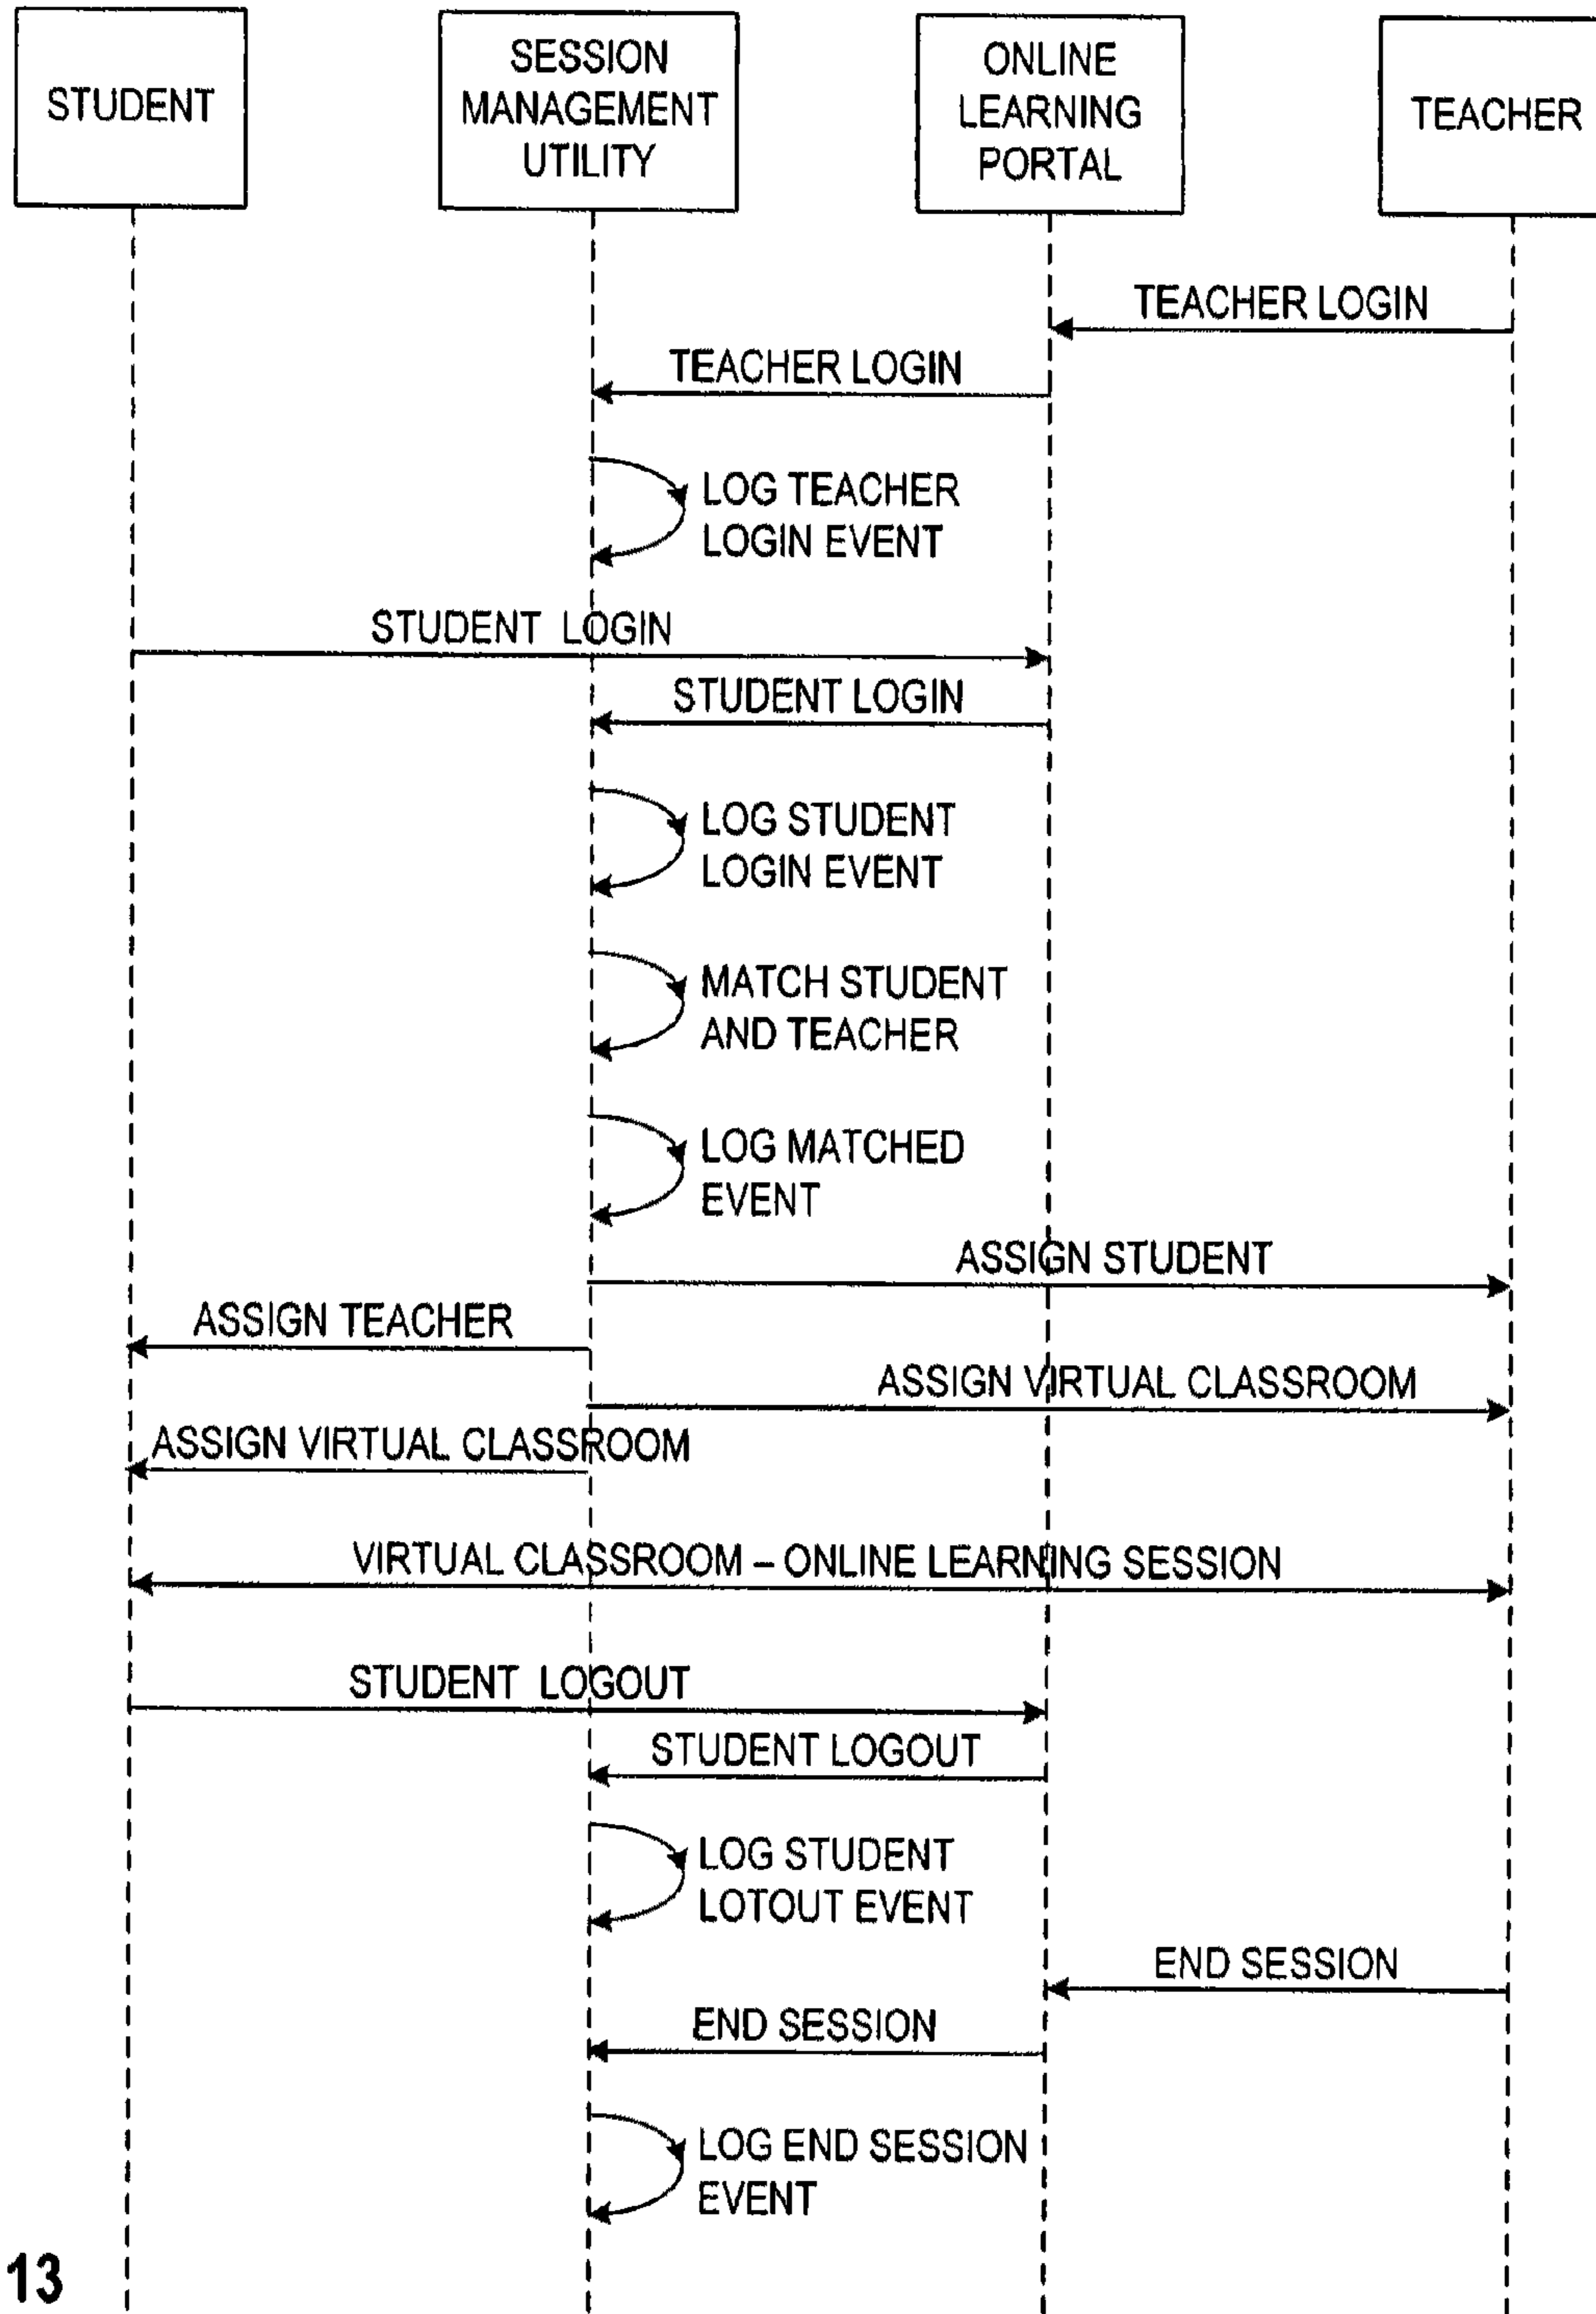 STUDENT
SESSION
MANAGEMENT
UTILITY
ONLINE
LEARNING
PORTAL
TEACHER
TEACHER LOGIN
TEACHER LOGIN
LOG TEACHER
LOGIN EVENT
STUDENT LOGIN
STUDENT LOGIN
LOG STUDENT
LOGIN EVENT
MATCH STUDENT
AND TEACHER
LOG MATCHED
EVENT
ASSIGN STUDENT
ASSIGN TEACHER
ASSIGN VIRTUAL CLASSROOM
ASSIGN VIRTUAL CLASSROOM
VIRTUAL CLASSROOM – ONLINE LEARNING SESSION
STUDENT LOGOUT
STUDENT LOGOUT
LOG STUDENT
LOTOUT EVENT
END SESSION
END SESSION
LOG END SESSION
EVENT
13